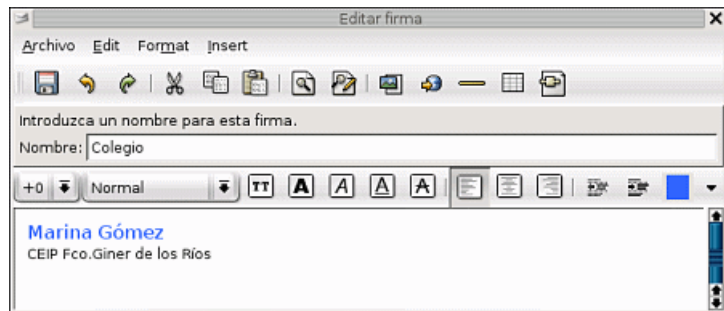 Editar firma
Archivo Edit Format Insert
Introduzca un nombre para esta firma.
Nombre: Colegio
+0 Normal TT A A A A
Marina Gómez
CEIP Fco.Giner de los Ríos